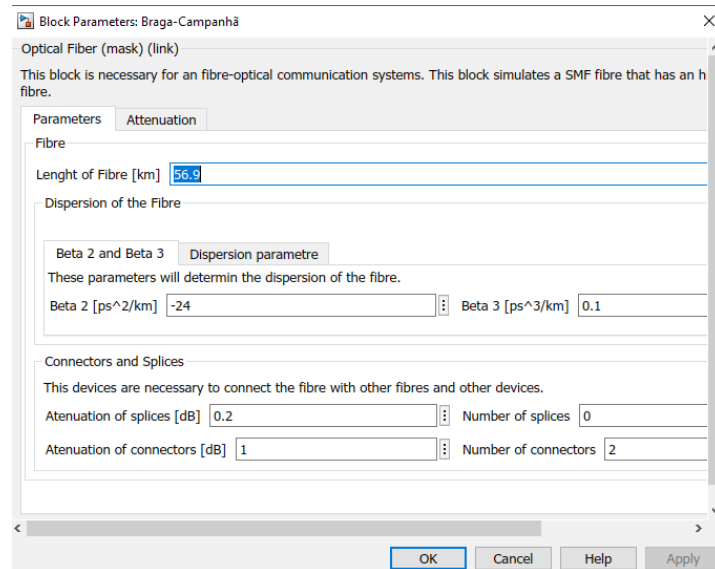 Block Parameters: Braga-Campanhã
Optical Fiber (mask) (link)
This block is necessary for an fibre-optical communication systems. This block simulates a SMF fibre that has an h
fibre.
Parameters Attenuation
Fibre
Lenght of Fibre [km] 56.9
Dispersion of the Fibre
Beta 2 and Beta 3 Dispersion parametre
These parameters will determin the dispersion of the fibre.
Beta 2 [ps^2/km] -24 Beta 3 [ps^3/km] 0.1
Connectors and Splices
This devices are necessary to connect the fibre with other fibres and other devices.
Atenuation of splices [dB] 0.2 Number of splices 0
Atenuation of connectors [dB] 1 Number of connectors 2
OK Cancel Help Apply